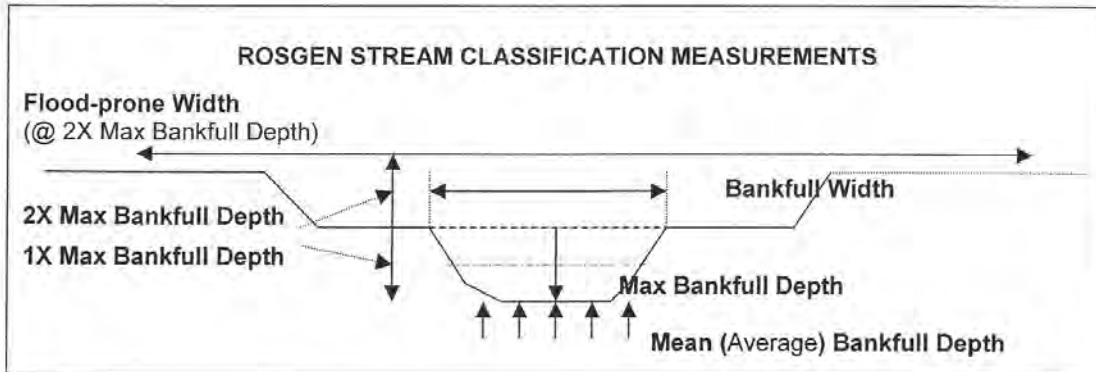 ROSGEN STREAM CLASSIFICATION MEASUREMENTS
Flood-prone Width
(@ 2X Max Bankfull Depth)
Bankfull Width
2X Max Bankfull Depth
1X Max Bankfull Depth
Max Bankfull Depth
Mean (Average) Bankfull Depth